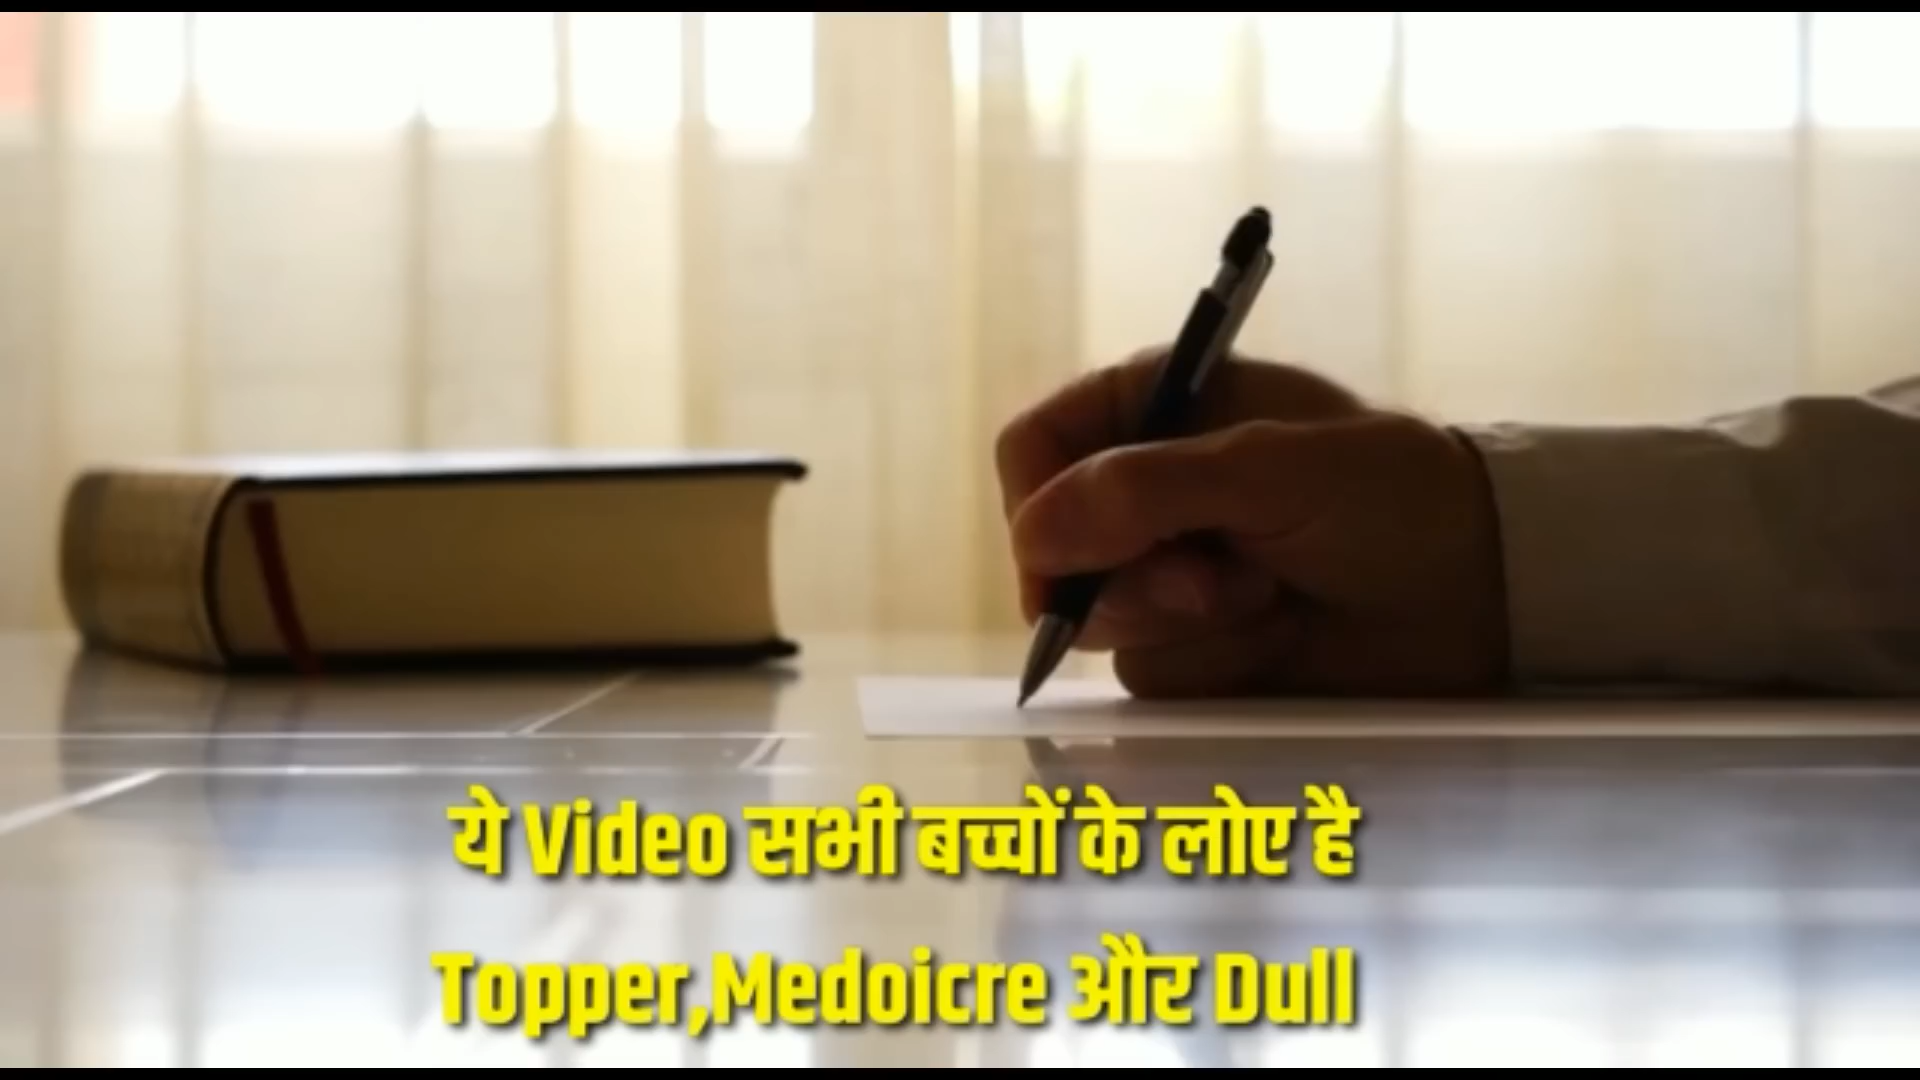 ये Video सभी बच्चों के लोए है
Topper,Medoicre और Dull